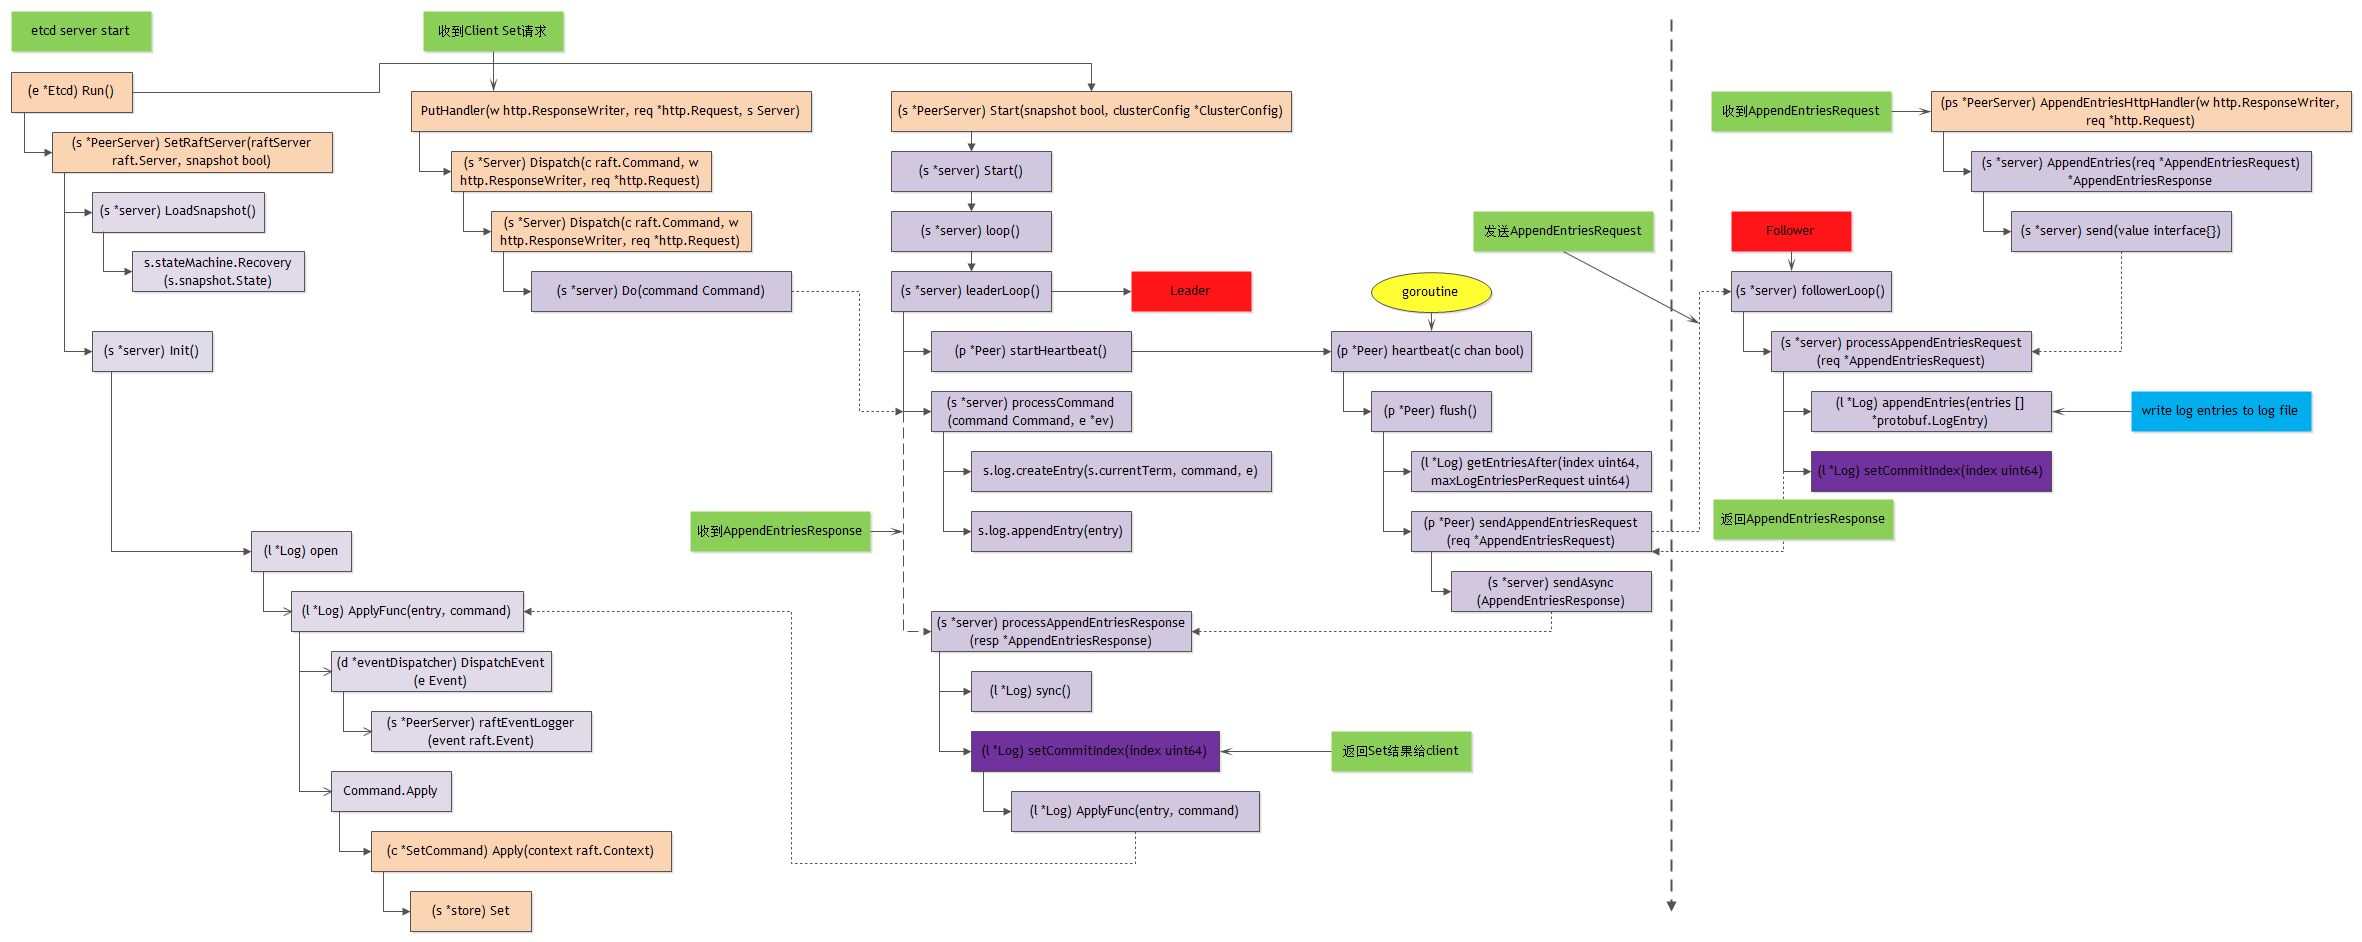 etcd server start
(e *Etcd) Run()
(s *PeerServer) SetRaftServer(raftServer
raft.Server, snapshot bool)
(s *server) LoadSnapshot()
s.stateMachine.Recovery
(s.snapshot.State)
(s *server) Init()
(l *Log) open
(l *Log) ApplyFunc(entry, command)
(d *eventDispatcher) DispatchEvent
(e Event)
(s *PeerServer) raftEventLogger
(event raft.Event)
Command.Apply
(c *SetCommand) Apply(context raft.Context)
(s *store) Set
收到Client Set请求
PutHandler(w http.ResponseWriter, req *http.Request, s Server)
(s *Server) Dispatch(c raft.Command, w
http.ResponseWriter, req *http.Request)
(s *Server) Dispatch(c raft.Command, w
http.ResponseWriter, req *http.Request)
(s *server) Do(command Command)
(s *PeerServer) Start(snapshot bool, clusterConfig *ClusterConfig)
(s *server) Start()
(s *server) loop()
(s *server) leaderLoop()
Leader
(p *Peer) startHeartbeat()
(s *server) processCommand
(command Command, e *ev)
s.log.createEntry(s.currentTerm, command, e)
s.log.appendEntry(entry)
收到AppendEntriesResponse
(s *server) processAppendEntriesResponse
(resp *AppendEntriesResponse)
(l *Log) sync()
(l *Log) setCommitIndex(index uint64)
返回Set结果给client
(l *Log) ApplyFunc(entry, command)
goroutine
(p *Peer) heartbeat(c chan bool)
(p *Peer) flush()
(l *Log) getEntriesAfter(index uint64,
maxLogEntriesPerRequest uint64)
(p *Peer) sendAppendEntriesRequest
(req *AppendEntriesRequest)
(s *server) sendAsync
(AppendEntriesResponse)
发送AppendEntriesRequest
收到AppendEntriesRequest
(ps *PeerServer) AppendEntriesHttpHandler(w http.ResponseWriter,
req *http.Request)
(s *server) AppendEntries(req *AppendEntriesRequest)
*AppendEntriesResponse
(s *server) send(value interface{})
Follower
(s *server) followerLoop()
(s *server) processAppendEntriesRequest
(req *AppendEntriesRequest)
(l *Log) appendEntries(entries []
*protobuf.LogEntry)
write log entries to log file
(l *Log) setCommitIndex(index uint64)
返回AppendEntriesResponse